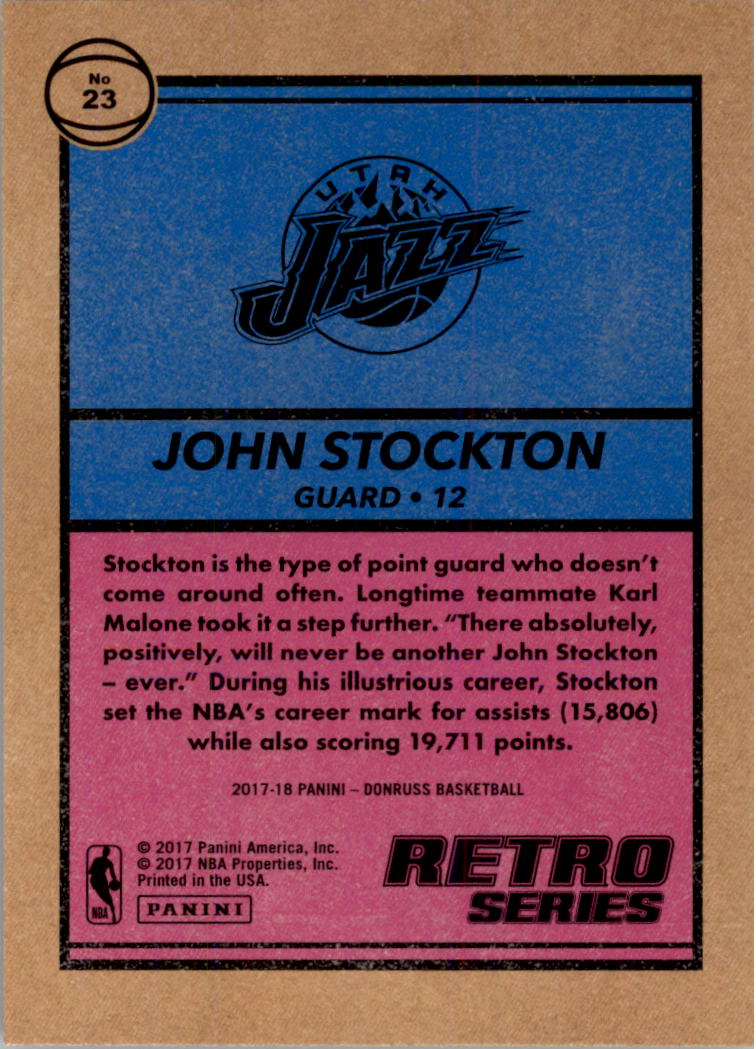 No
23
UTAH
JAZZ
JOHN STOCKTON
GUARD • 12
Stockton is the type of point guard who doesn't
come around often. Longtime teammate Karl
Malone took it a step further. "There absolutely,
positively, will never be another John Stockton
– ever." During his illustrious career, Stockton
set the NBA's career mark for assists (15,806)
while also scoring 19,711 points.
2017-18 PANINI – DONRUSS BASKETBALL
© 2017 Panini America, Inc.
© 2017 NBA Properties, Inc.
Printed in the USA.
NBA
PANINI
RETRO
SERIES